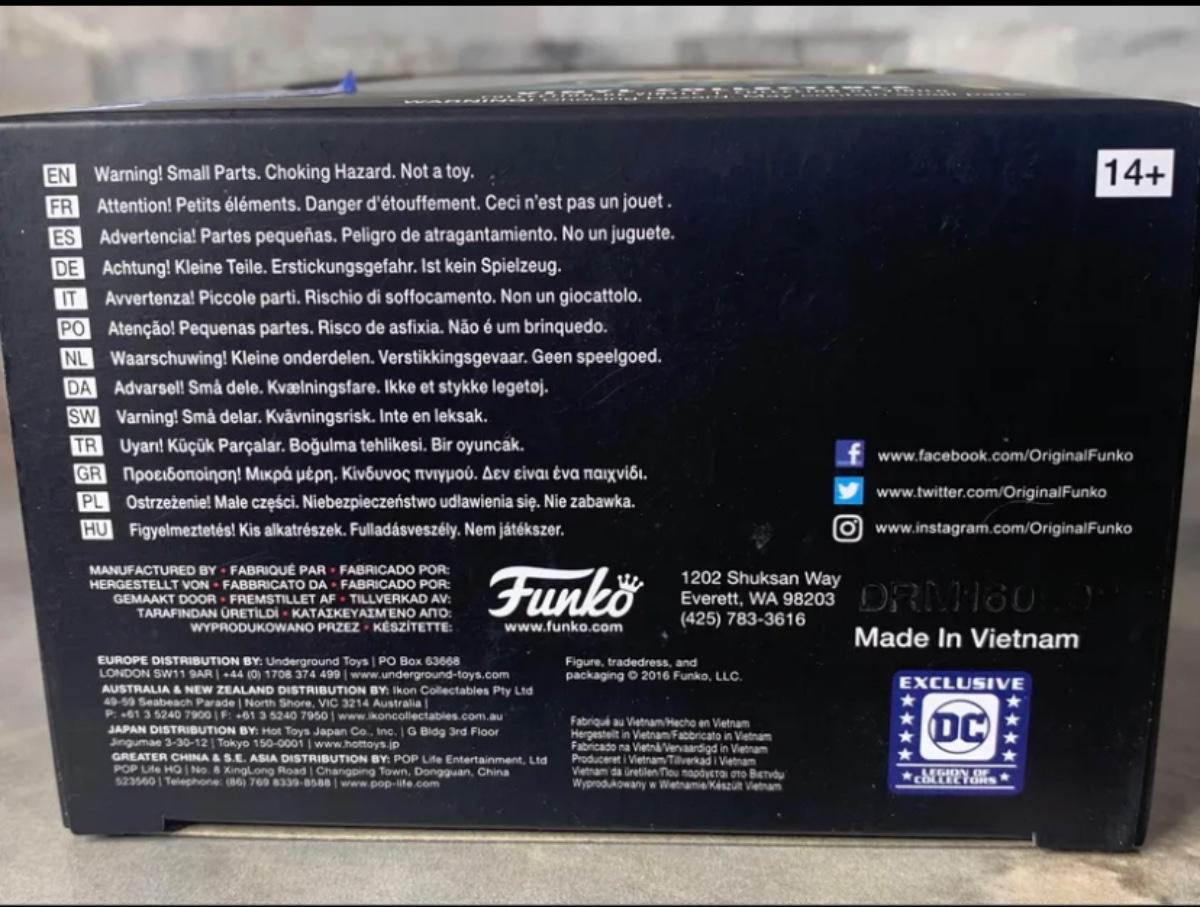 VINYL COLLECTIBLE
WARNING! Choking Hazard. May contain small parts.
14+
EN Warning! Small Parts. Choking Hazard. Not a toy.
FR Attention! Petits éléments. Danger d'étouffement. Ceci n'est pas un jouet .
ES Advertencia! Partes pequeñas. Peligro de atragantamiento. No un juguete.
DE Achtung! Kleine Teile. Erstickungsgefahr. Ist kein Spielzeug.
IT Avvertenza! Piccole parti. Rischio di soffocamento. Non un giocattolo.
PO Atenção! Pequenas partes. Risco de asfixia. Não é um brinquedo.
NL Waarschuwing! Kleine onderdelen. Verstikkingsgevaar. Geen speelgoed.
DA Advarsel! Små dele. Kvælningsfare. Ikke et stykke legetøj.
SW Varning! Små delar. Kvävningsrisk. Inte en leksak.
TR Uyarı! Küçük Parçalar. Boğulma tehlikesi. Bir oyuncak.
GR Προειδοποίηση! Μικρά μέρη. Κίνδυνος πνιγμού. Δεν είναι ένα παιχνίδι.
PL Ostrzeżenie! Małe części. Niebezpieczeństwo udławienia się. Nie zabawka.
HU Figyelmeztetés! Kis alkatrészek. Fulladásveszély. Nem játékszer.
www.facebook.com/OriginalFunko
www.twitter.com/OriginalFunko
www.instagram.com/OriginalFunko
MANUFACTURED BY • FABRIQUÉ PAR • FABRICADO POR:
HERGESTELLT VON • FABBRICATO DA • FABRICADO POR:
GEMAAKT DOOR • FREMSTILLET AF • TILLVERKAD AV:
TARAFINDAN ÜRETİLDİ • ΚΑΤΑΣΚΕΥΑΣΜΈΝΟ ΑΠΌ:
WYPRODUKOWANO PRZEZ • KÉSZÍTETTE:
Funko
www.funko.com
1202 Shuksan Way
Everett, WA 98203
(425) 783-3616
Made In Vietnam
EUROPE DISTRIBUTION BY: Underground Toys | PO Box 63668
LONDON SW11 9AR | +44 (0) 1708 374 499 | www.underground-toys.com
AUSTRALIA & NEW ZEALAND DISTRIBUTION BY: Ikon Collectables Pty Ltd
49-59 Seabeach Parade | North Shore, VIC 3214 Australia |
P: +61 3 5240 7900 | F: +61 3 5240 7950 | www.ikoncollectables.com.au
JAPAN DISTRIBUTION BY: Hot Toys Japan Co., Inc. | G Bldg 3rd Floor
Jingumae 3-30-12 | Tokyo 150-0001 | www.hottoys.jp
GREATER CHINA & S.E. ASIA DISTRIBUTION BY: POP Life Entertainment, Ltd
POP Life HQ | No. 8 XingLong Road | Changping Town, Dongguan, China
523560 | Telephone: (86) 769 8339-8588 | www.pop-life.com
Figure, tradedress, and
packaging © 2016 Funko, LLC.
Fabriqué au Vietnam/Hecho en Vietnam
Hergestellt in Vietnam/Fabbricato in Vietnam
Fabricado na Vietnã/Vervaardigd in Vietnam
Produceret i Vietnam/Tillverkad i Vietnam
Vietnam da üretilen/Που παράγεται στο Βιετνάμ
Wyprodukowany w Wietnamie/Készült Vietnam
EXCLUSIVE
DC
LEGION OF
COLLECTORS